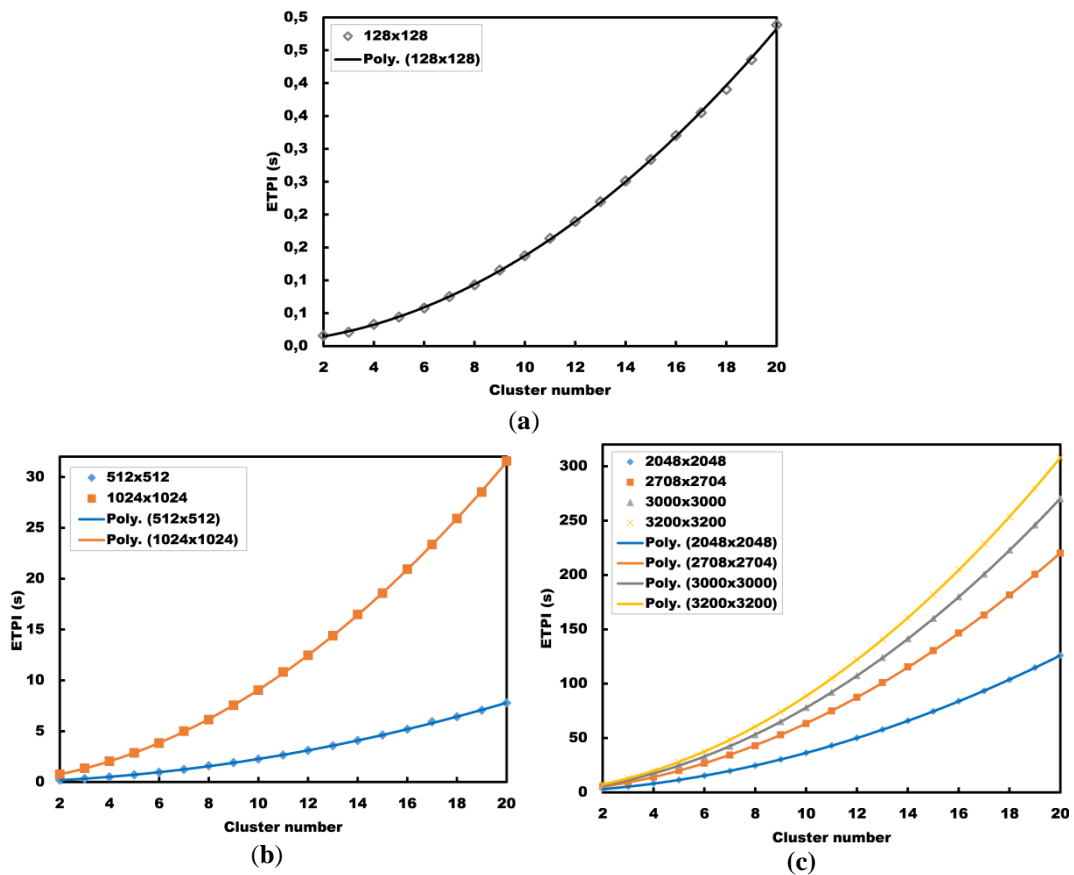 128x128
Poly. (128x128)
ETPI (s)
0,5
0,5
0,4
0,4
0,3
0,3
0,2
0,2
0,1
0,1
0,0
2 4 6 8 10 12 14 16 18 20
Cluster number
(a)
512x512
1024x1024
Poly. (512x512)
Poly. (1024x1024)
ETPI (s)
30
25
20
15
10
5
0
2 4 6 8 10 12 14 16 18 20
Cluster number
(b)
2048x2048
2708x2704
3000x3000
3200x3200
Poly. (2048x2048)
Poly. (2708x2704)
Poly. (3000x3000)
Poly. (3200x3200)
ETPI (s)
300
250
200
150
100
50
0
2 4 6 8 10 12 14 16 18 20
Cluster number
(c)